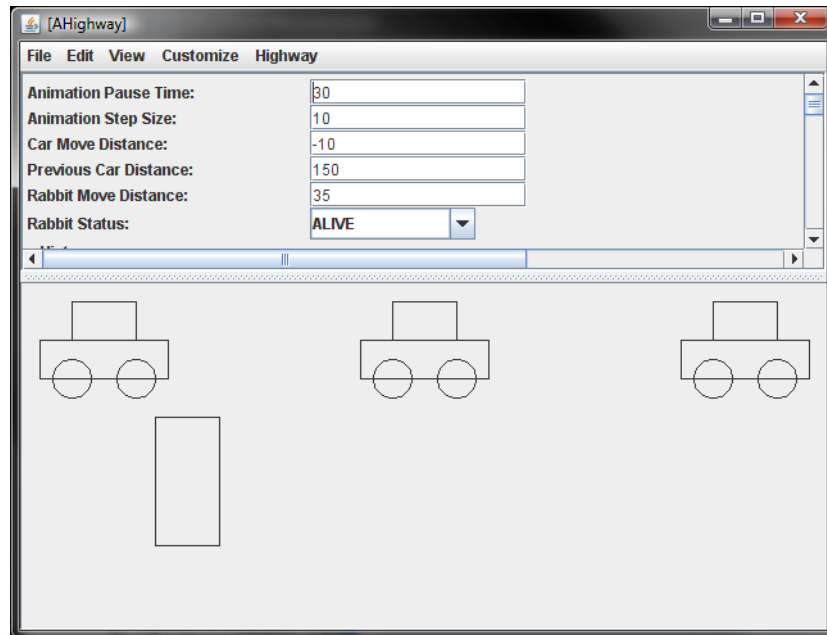 [AHighway]
File Edit View Customize Highway
Animation Pause Time: 30
Animation Step Size: 10
Car Move Distance: -10
Previous Car Distance: 150
Rabbit Move Distance: 35
Rabbit Status: ALIVE